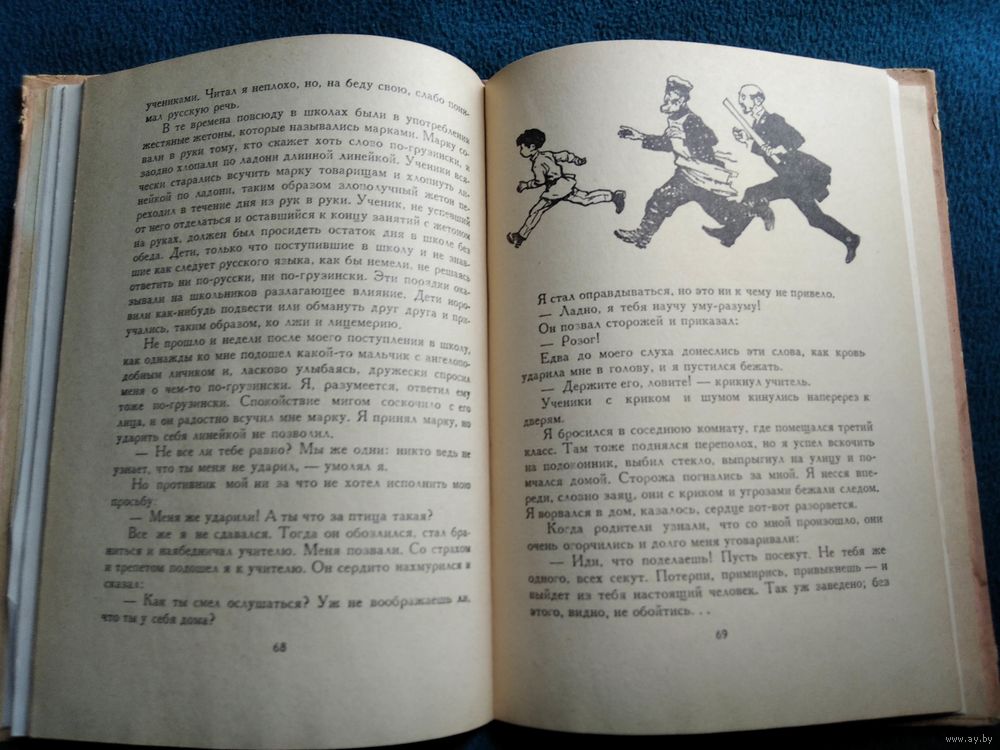 учениками. Читал я неплохо, но, на беду свою, слабо пони-
мал русскую речь.
В те времена повсюду в школах были в употреблении
жестяные жетоны, которые назывались марками. Марку со-
вали в руки тому, кто скажет хоть слово по-грузински, и
заодно хлопали по ладони длинной линейкой. Ученики вся-
чески старались всучить марку товарищам и хлопнуть ли-
нейкой по ладони, таким образом злополучный жетон пе-
реходил в течение дня из рук в руки. Ученик, не успевший
от него отделаться и оставшийся к концу занятий с жетоном
на руках, должен был просидеть остаток дня в школе без
обеда. Дети, только что поступившие в школу и не знав-
шие как следует русского языка, как бы немели, не решаясь
ответить ни по-русски, ни по-грузински. Эти порядки ока-
зывали на школьников разлагающее влияние. Дети норо-
вили как-нибудь подвести или обмануть друг друга и при-
учались, таким образом, ко лжи и лицемерию.
Не прошло и недели после моего поступления в школу,
как однажды ко мне подошел какой-то мальчик с ангелопо-
добным личиком и, ласково улыбаясь, дружески спросил
меня о чем-то по-грузински. Я, разумеется, ответил ему
тоже по-грузински. Спокойствие мигом соскочило с его
лица, и он радостно всучил мне марку. Я принял марку, но
ударить себя линейкой не позволил.
— Не все ли тебе равно? Мы же одни: никто ведь не
узнает, что ты меня не ударил, — умолял я.
Но противник мой ни за что не хотел исполнить мою
просьбу:
— Меня же ударили! А ты что за птица такая?
Все же я не сдавался. Тогда он обозлился, стал бра-
ниться и наябедничал учителю. Меня позвали. Со страхом
и трепетом подошел я к учителю. Он сердито нахмурился и
сказал:
— Как ты смел ослушаться? Уж не воображаешь ли,
что ты у себя дома?
68
Я стал оправдываться, но это ни к чему не привело.
— Ладно, я тебя научу уму-разуму!
Он позвал сторожей и приказал:
— Розог!
Едва до моего слуха донеслись эти слова, как кровь
ударила мне в голову, и я пустился бежать.
— Держите его, ловите! — крикнул учитель.
Ученики с криком и шумом кинулись наперерез к
дверям.
Я бросился в соседнюю комнату, где помещался третий
класс. Там тоже поднялся переполох, но я успел вскочить
на подоконник, выбил стекло, выпрыгнул на улицу и по-
мчался домой. Сторожа погнались за мной. Я несся впе-
реди, словно заяц, они с криком и угрозами бежали следом.
Я ворвался в дом, казалось, сердце вот-вот разорвется.
Когда родители узнали, что со мной произошло, они
очень огорчились и долго меня уговаривали:
— Иди, что поделаешь! Пусть посекут. Не тебя же
одного, всех секут. Потерпи, примирись, привыкнешь — и
выйдет из тебя настоящий человек. Так уж заведено; без
этого, видно, не обойтись. . .
69
www.ay.by